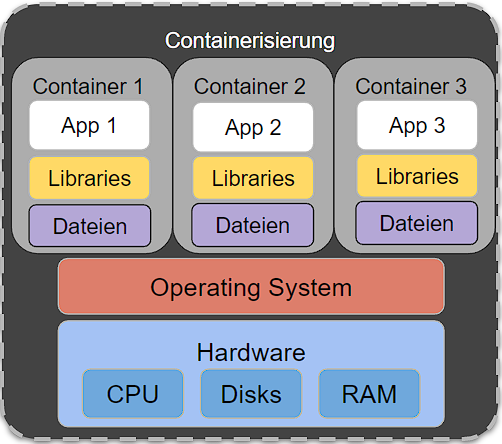 Containerisierung
Container 1
App 1
Libraries
Dateien
Container 2
App 2
Libraries
Dateien
Container 3
App 3
Libraries
Dateien
Operating System
Hardware
CPU
Disks
RAM